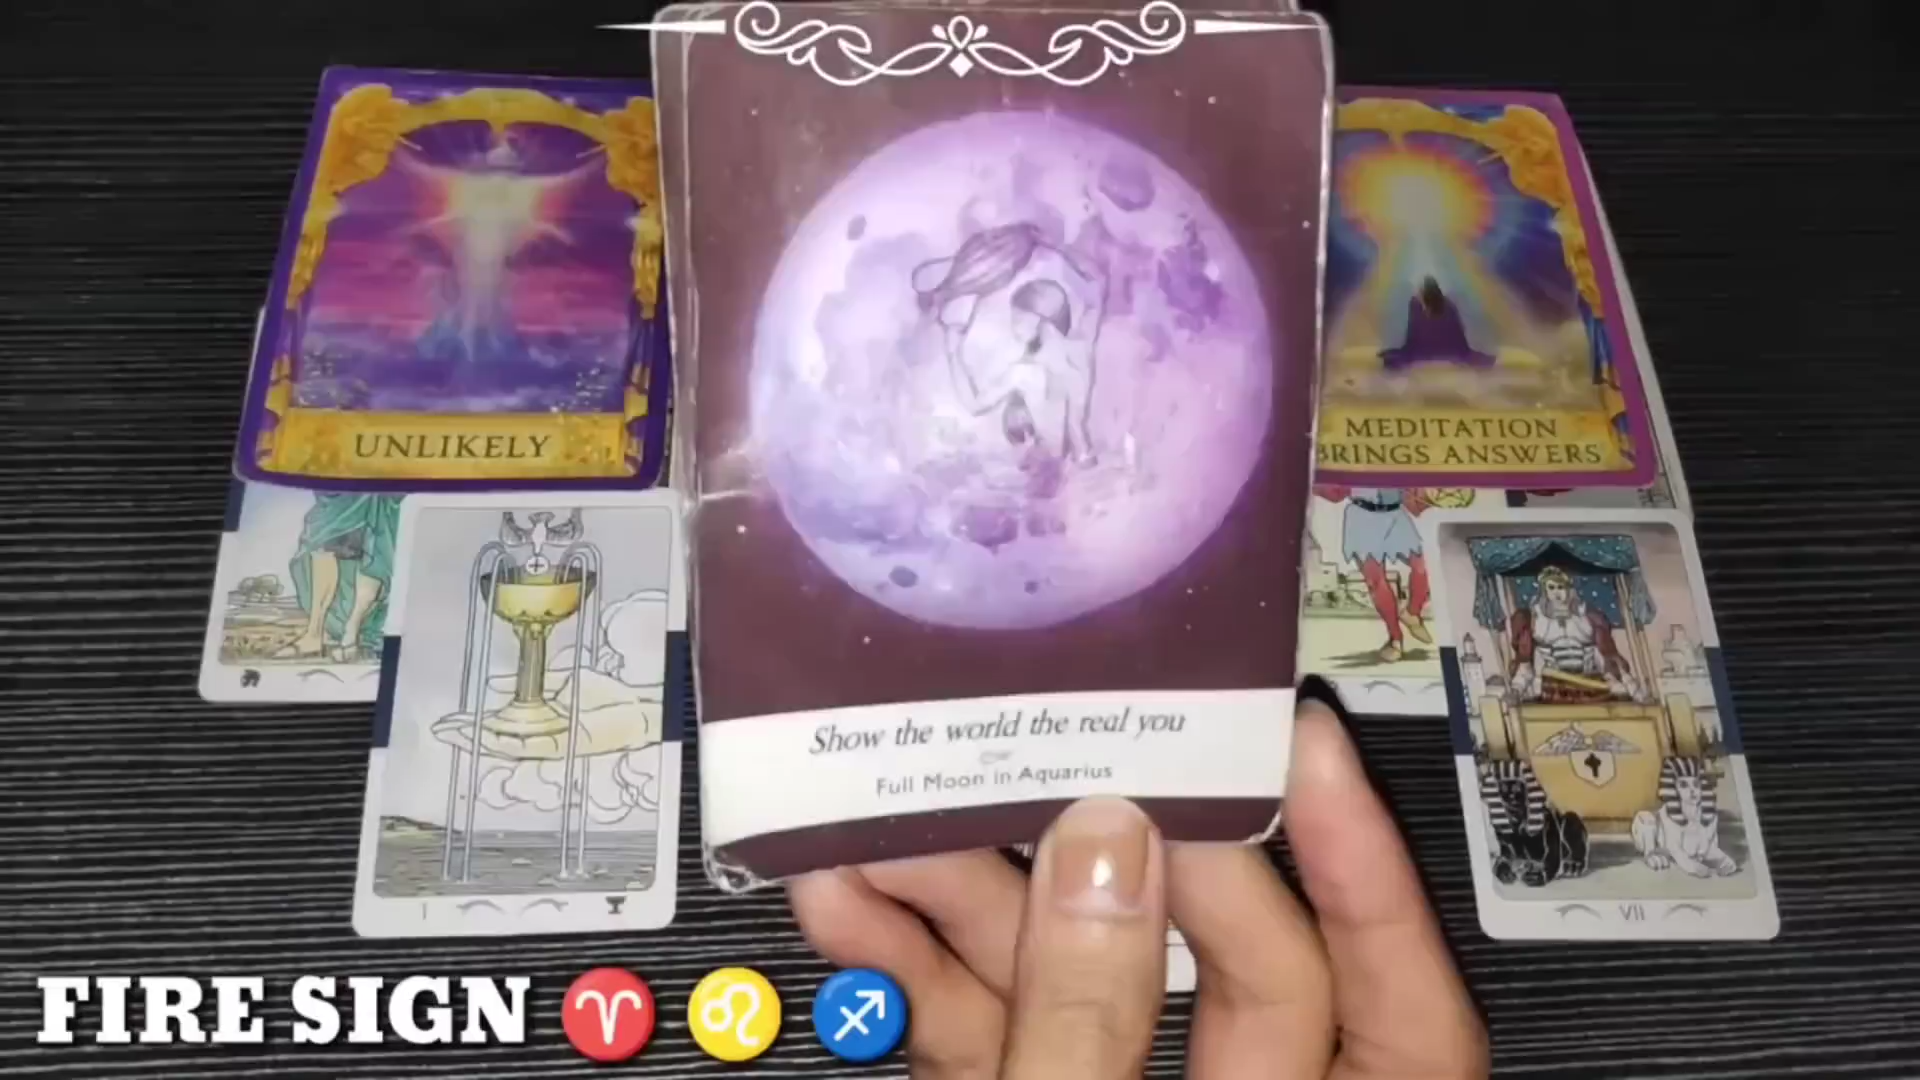 UNLIKELY
MEDITATION
BRINGS ANSWERS
Show the world the real you
Full Moon in Aquarius
I
VII
FIRE SIGN ♈ ♌ ♐